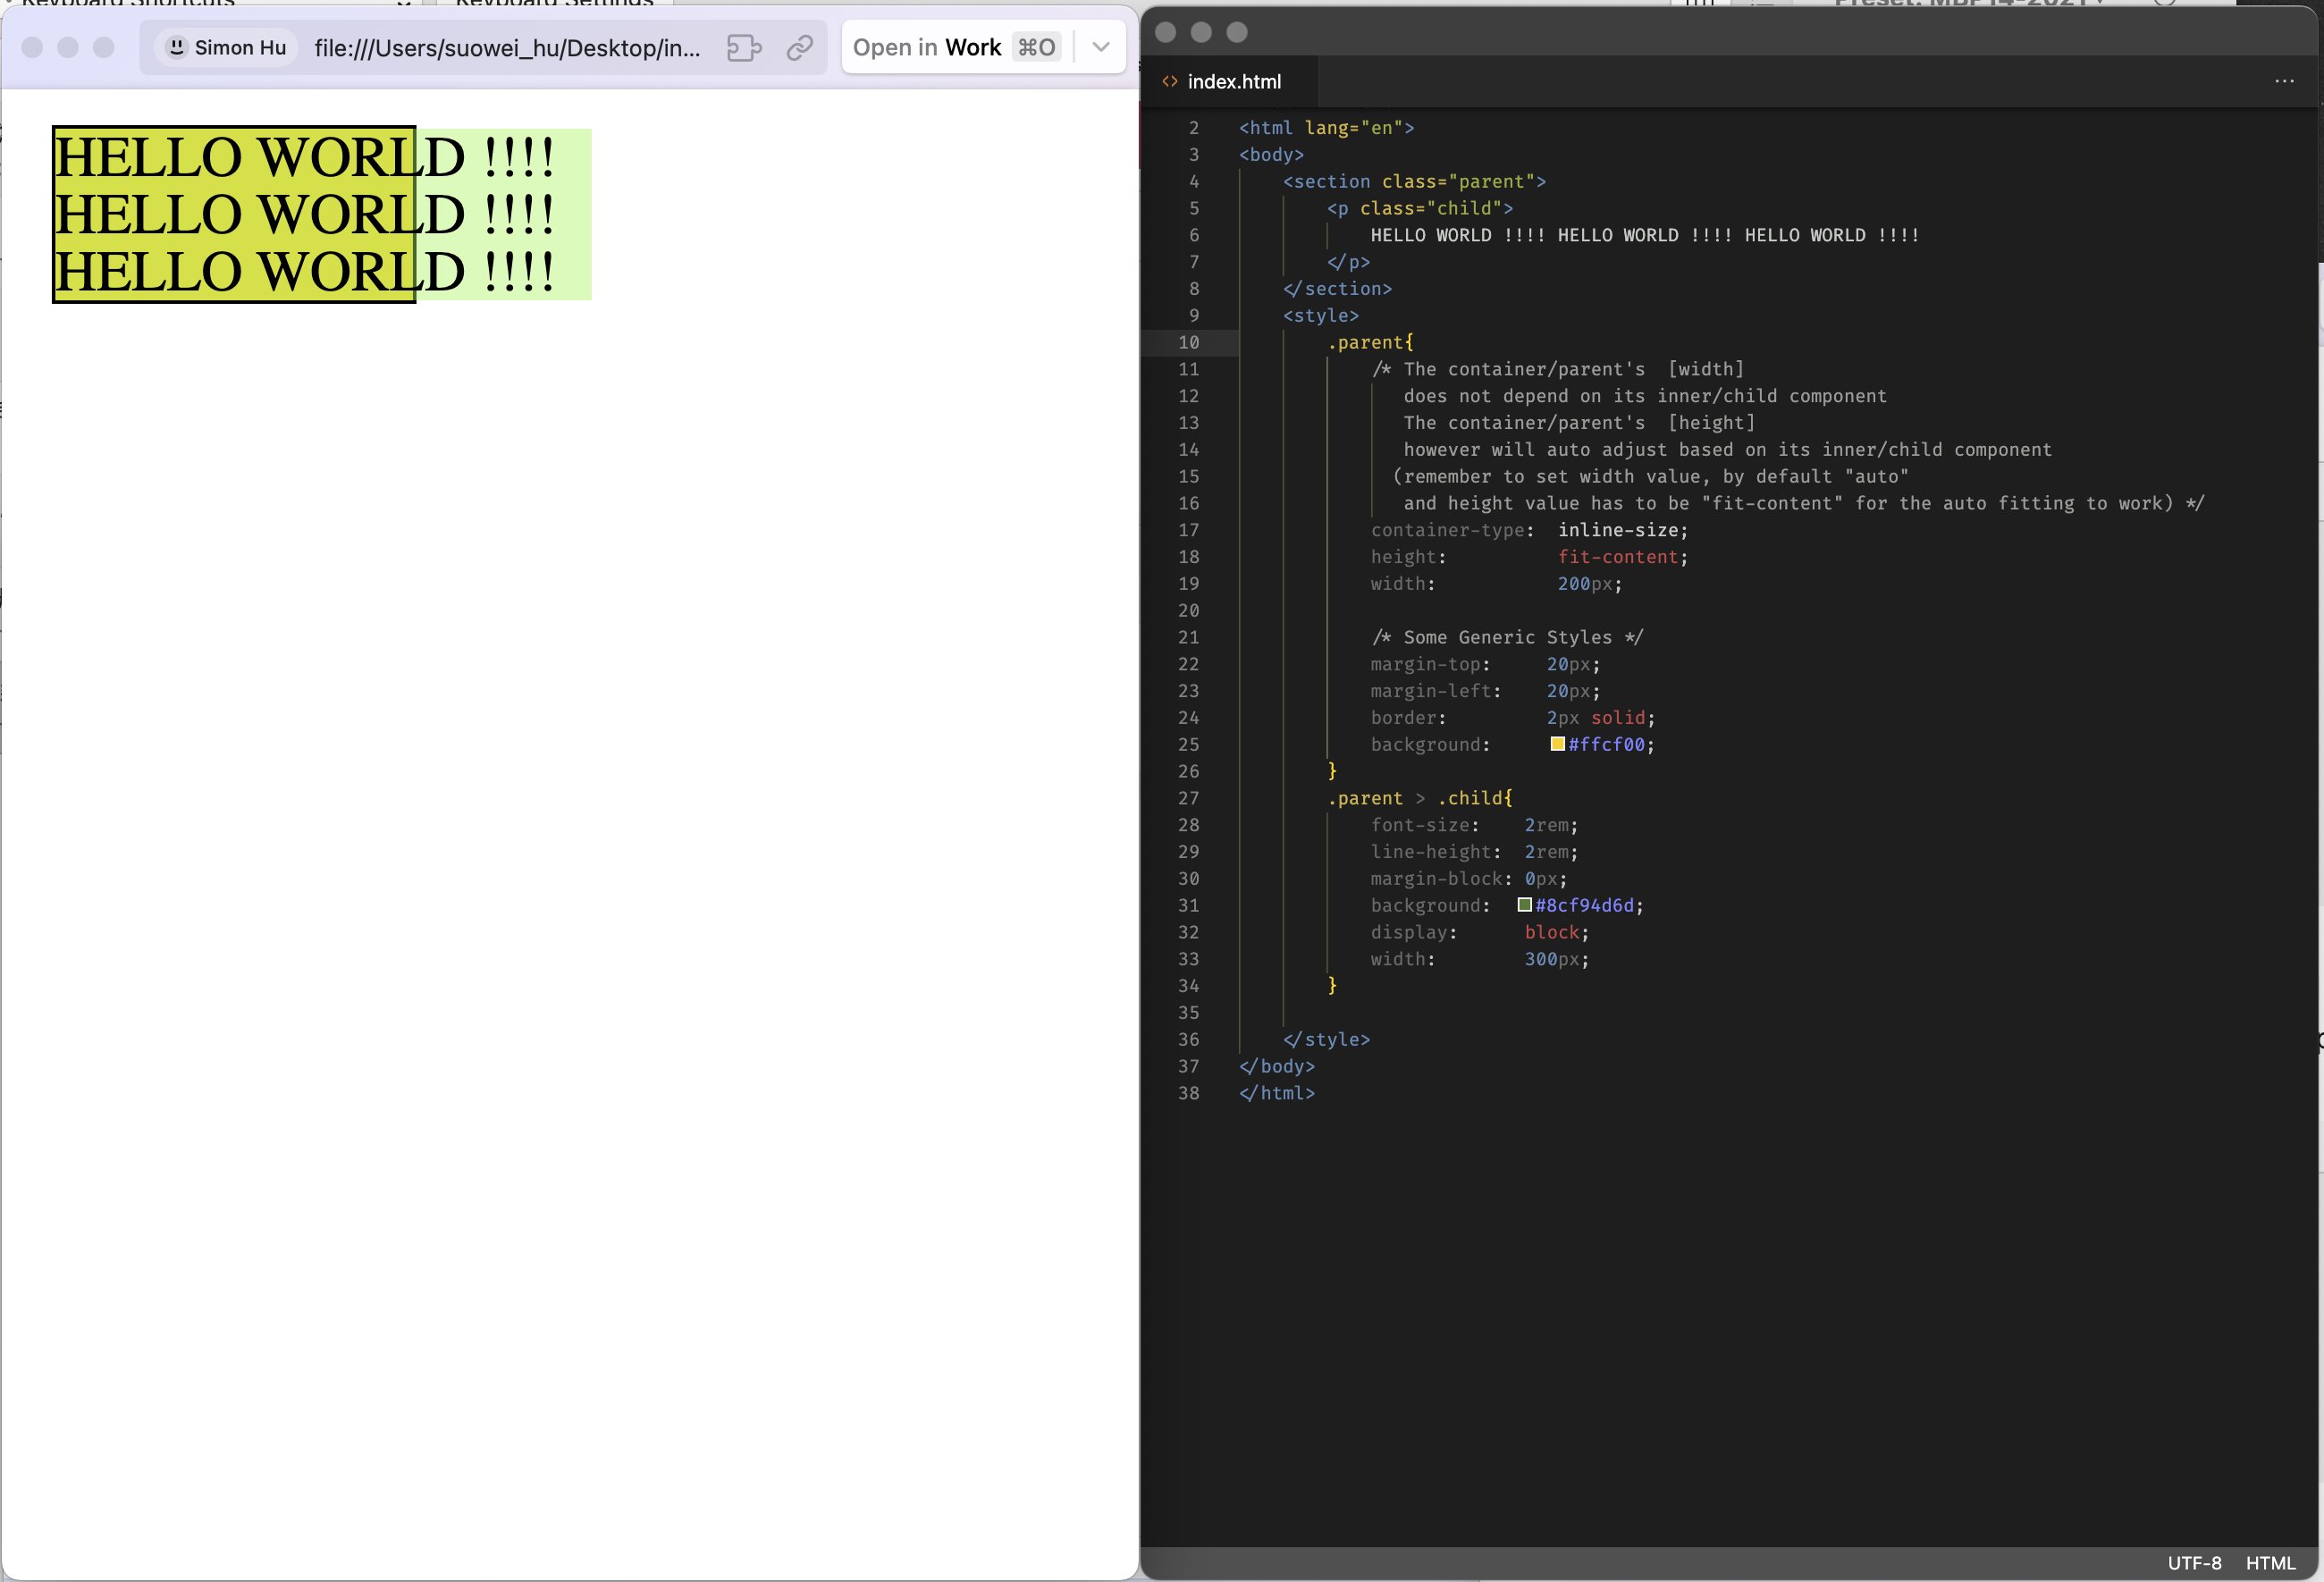 Keyboard Shortcuts
Keyboard Settings
Preset: MBP14-2021
Simon Hu
file:///Users/suowei_hu/Desktop/in...
Open in Work ⌘O
HELLO WORLD !!!!
HELLO WORLD !!!!
HELLO WORLD !!!!
<> index.html
...
2 <html lang="en">
3 <body>
4 <section class="parent">
5 <p class="child">
6 HELLO WORLD !!!! HELLO WORLD !!!! HELLO WORLD !!!!
7 </p>
8 </section>
9 <style>
10 .parent{
11 /* The container/parent's  [width]
12 does not depend on its inner/child component
13 The container/parent's  [height]
14 however will auto adjust based on its inner/child component
15 (remember to set width value, by default "auto"
16 and height value has to be "fit-content" for the auto fitting to work) */
17 container-type:  inline-size;
18 height:          fit-content;
19 width:           200px;
20
21 /* Some Generic Styles */
22 margin-top:     20px;
23 margin-left:    20px;
24 border:         2px solid;
25 background:     #ffcf00;
26 }
27 .parent > .child{
28 font-size:    2rem;
29 line-height:  2rem;
30 margin-block: 0px;
31 background:  #8cf94d6d;
32 display:      block;
33 width:        300px;
34 }
35
36 </style>
37 </body>
38 </html>
UTF-8 HTML